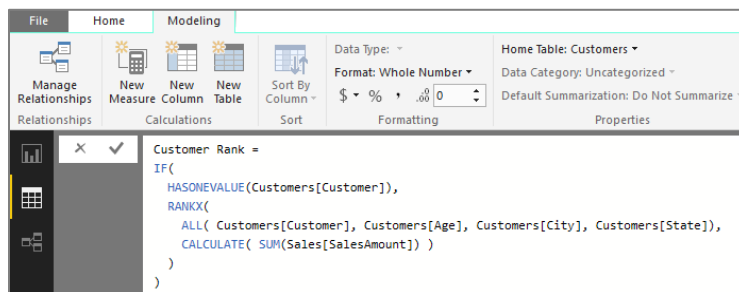 File Home Modeling
Manage Relationships
New Measure
New Column
New Table
Sort By Column
Data Type:
Format: Whole Number
$ % , .00 0
Home Table: Customers
Data Category: Uncategorized
Default Summarization: Do Not Summarize
Relationships Calculations Sort Formatting Properties
Customer Rank =
IF(
HASONEVALUE(Customers[Customer]),
RANKX(
ALL( Customers[Customer], Customers[Age], Customers[City], Customers[State]),
CALCULATE( SUM(Sales[SalesAmount]) )
)
)